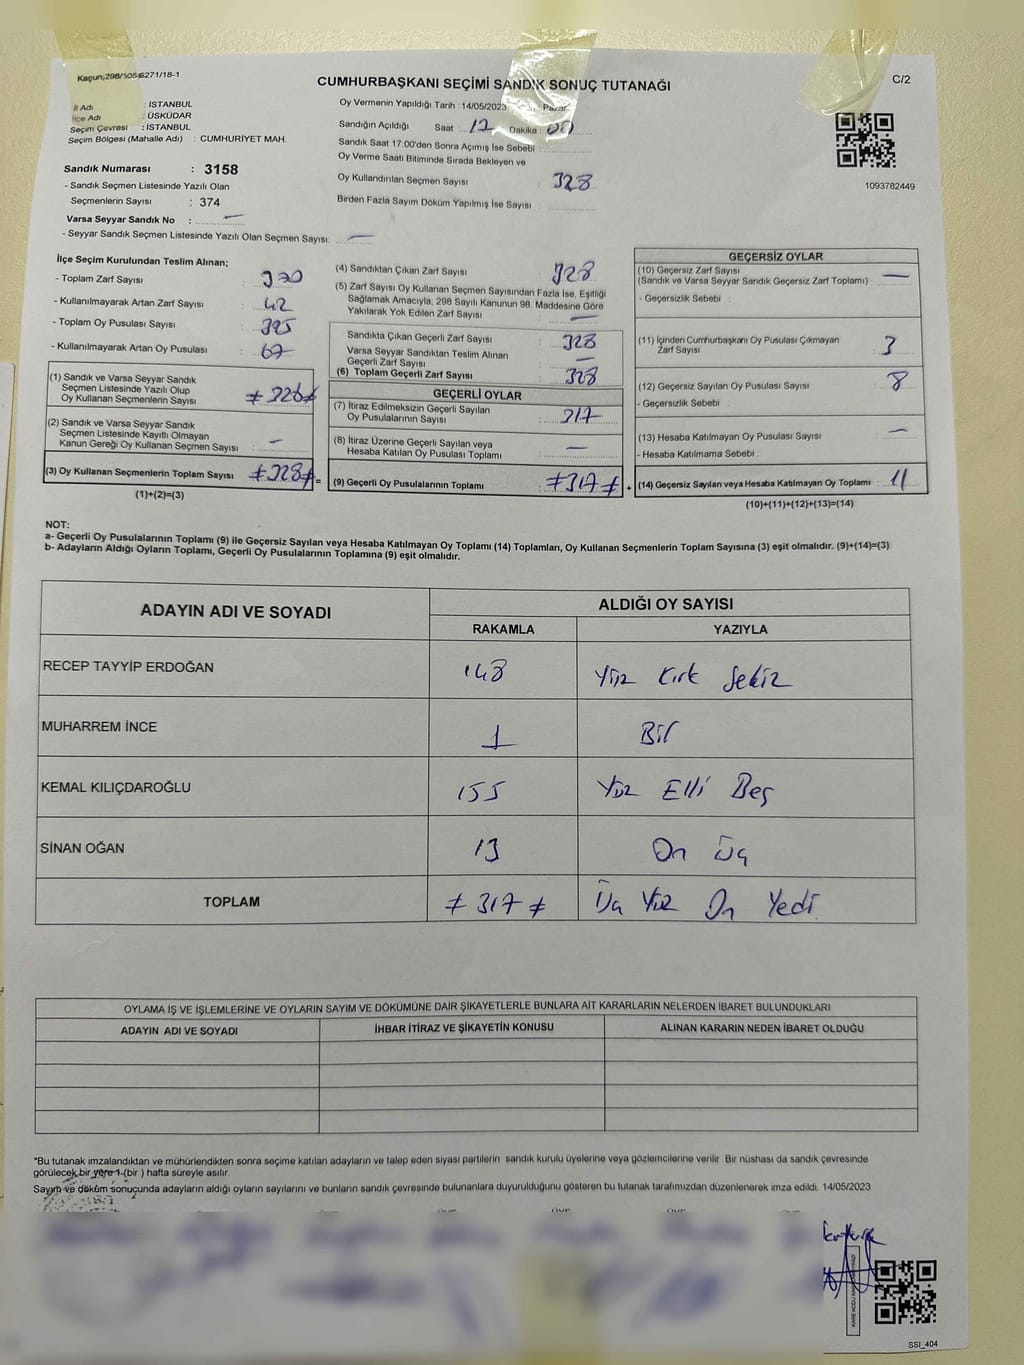 Kanun;298/105;6271/18-1
CUMHURBAŞKANI SEÇİMİ SANDIK SONUÇ TUTANAĞI
C/2
İl Adı : İSTANBUL
İlçe Adı : ÜSKÜDAR
Seçim Çevresi : İSTANBUL
Seçim Bölgesi (Mahalle Adı) : CUMHURİYET MAH.
Sandık Numarası : 3158
- Sandık Seçmen Listesinde Yazılı Olan
Seçmenlerin Sayısı : 374
Varsa Seyyar Sandık No : —
- Seyyar Sandık Seçmen Listesinde Yazılı Olan Seçmen Sayısı: —
Oy Vermenin Yapıldığı Tarih : 14/05/2023 Pazar
Sandığın Açıldığı Saat : 17 Dakika 00
Sandık Saat 17:00'den Sonra Açılmış İse Sebebi :
Oy Verme Saati Bitiminde Sırada Bekleyen ve
Oy Kullandırılan Seçmen Sayısı : 328
Birden Fazla Sayım Döküm Yapılmış İse Sayısı :
1093782449
İlçe Seçim Kurulundan Teslim Alınan;
- Toplam Zarf Sayısı : 370
- Kullanılmayarak Artan Zarf Sayısı : 42
- Toplam Oy Pusulası Sayısı : 395
- Kullanılmayarak Artan Oy Pusulası : 67
(1) Sandık ve Varsa Seyyar Sandık
Seçmen Listesinde Yazılı Olup
Oy Kullanan Seçmenlerin Sayısı : ≠328≠
(2) Sandık ve Varsa Seyyar Sandık
Seçmen Listesinde Kayıtlı Olmayan
Kanun Gereği Oy Kullanan Seçmen Sayısı : —
(3) Oy Kullanan Seçmenlerin Toplam Sayısı : ≠328≠ =
(1)+(2)=(3)
(4) Sandıktan Çıkan Zarf Sayısı : 328
(5) Zarf Sayısı Oy Kullanan Seçmen Sayısından Fazla İse, Eşitliği
Sağlamak Amacıyla, 298 Sayılı Kanunun 98. Maddesine Göre
Yakılarak Yok Edilen Zarf Sayısı : —
Sandıkta Çıkan Geçerli Zarf Sayısı : 328
Varsa Seyyar Sandıktan Teslim Alınan
Geçerli Zarf Sayısı : —
(6) Toplam Geçerli Zarf Sayısı : 328
GEÇERLİ OYLAR
(7) İtiraz Edilmeksizin Geçerli Sayılan
Oy Pusulalarının Sayısı : 317
(8) İtiraz Üzerine Geçerli Sayılan veya
Hesaba Katılan Oy Pusulası Toplamı : —
(9) Geçerli Oy Pusulalarının Toplamı : ≠317≠ +
GEÇERSİZ OYLAR
(10) Geçersiz Zarf Sayısı
(Sandık ve Varsa Seyyar Sandık Geçersiz Zarf Toplamı) : —
- Geçersizlik Sebebi :
(11) İçinden Cumhurbaşkanı Oy Pusulası Çıkmayan
Zarf Sayısı : 3
(12) Geçersiz Sayılan Oy Pusulası Sayısı : 8
- Geçersizlik Sebebi :
(13) Hesaba Katılmayan Oy Pusulası Sayısı : —
- Hesaba Katılmama Sebebi :
(14) Geçersiz Sayılan veya Hesaba Katılmayan Oy Toplamı : 11
(10)+(11)+(12)+(13)=(14)
NOT:
a- Geçerli Oy Pusulalarının Toplamı (9) ile Geçersiz Sayılan veya Hesaba Katılmayan Oy Toplamı (14) Toplamları, Oy Kullanan Seçmenlerin Toplam Sayısına (3) eşit olmalıdır. (9)+(14)=(3)
b- Adayların Aldığı Oyların Toplamı, Geçerli Oy Pusulalarının Toplamına (9) eşit olmalıdır.
ADAYIN ADI VE SOYADI
ALDIĞI OY SAYISI
RAKAMLA YAZIYLA
RECEP TAYYİP ERDOĞAN 148 Yüz Kırk Sekiz
MUHARREM İNCE 1 Bir
KEMAL KILIÇDAROĞLU 155 Yüz Elli Beş
SİNAN OĞAN 13 On Üç
TOPLAM ≠ 317 ≠ Üç Yüz On Yedi
OYLAMA İŞ VE İŞLEMLERİNE VE OYLARIN SAYIM VE DÖKÜMÜNE DAİR ŞİKAYETLERLE BUNLARA AİT KARARLARIN NELERDEN İBARET BULUNDUKLARI
ADAYIN ADI VE SOYADI İHBAR İTİRAZ VE ŞİKAYETİN KONUSU ALINAN KARARIN NEDEN İBARET OLDUĞU
*Bu tutanak imzalandıktan ve mühürlendikten sonra seçime katılan adayların ve talep eden siyasi partilerin sandık kurulu üyelerine veya gözlemcilerine verilir. Bir nüshası da sandık çevresinde
görülecek bir yere 1 (bir) hafta süreyle asılır.
Sayım ve döküm sonuçunda adayların aldığı oyların sayılarını ve bunların sandık çevresinde bulunanlara duyurulduğunu gösteren bu tutanak tarafımızdan düzenlenerek imza edildi. 14/05/2023
SSİ_404